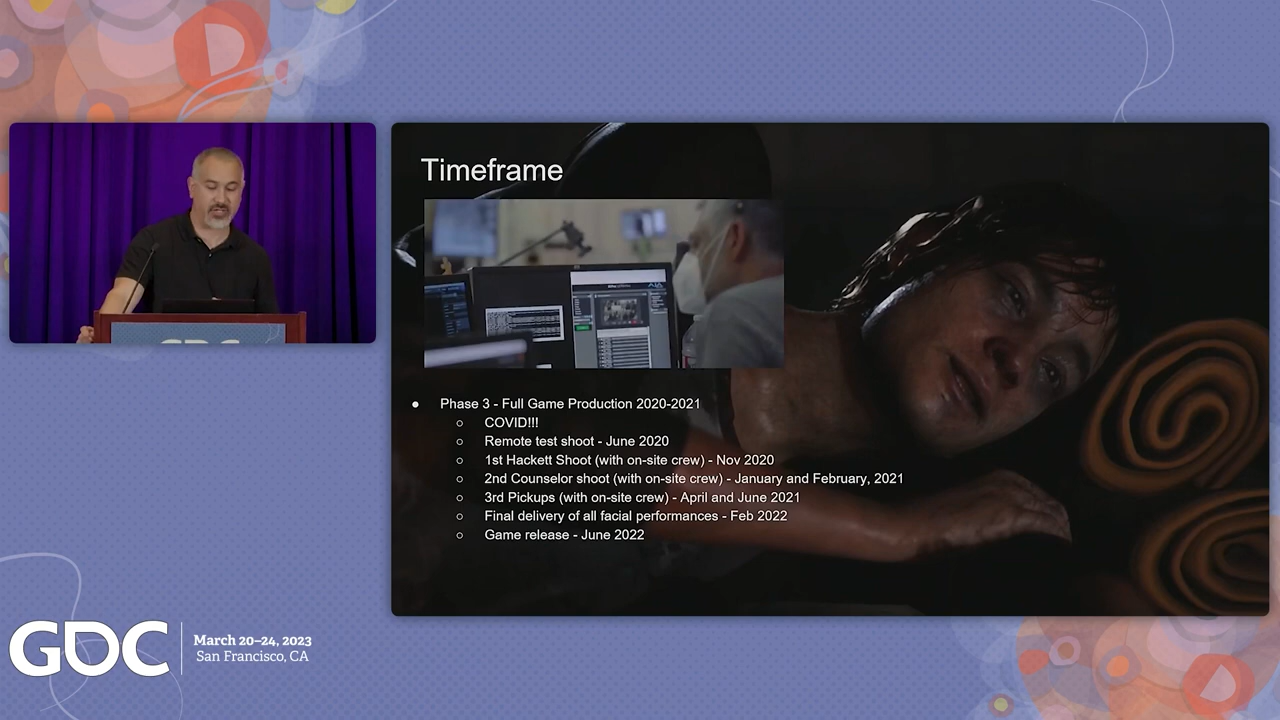 Timeframe
● Phase 3 - Full Game Production 2020-2021
○ COVID!!!
○ Remote test shoot - June 2020
○ 1st Hackett Shoot (with on-site crew) - Nov 2020
○ 2nd Counselor shoot (with on-site crew) - January and February, 2021
○ 3rd Pickups (with on-site crew) - April and June 2021
○ Final delivery of all facial performances - Feb 2022
○ Game release - June 2022
GDC
March 20–24, 2023
San Francisco, CA